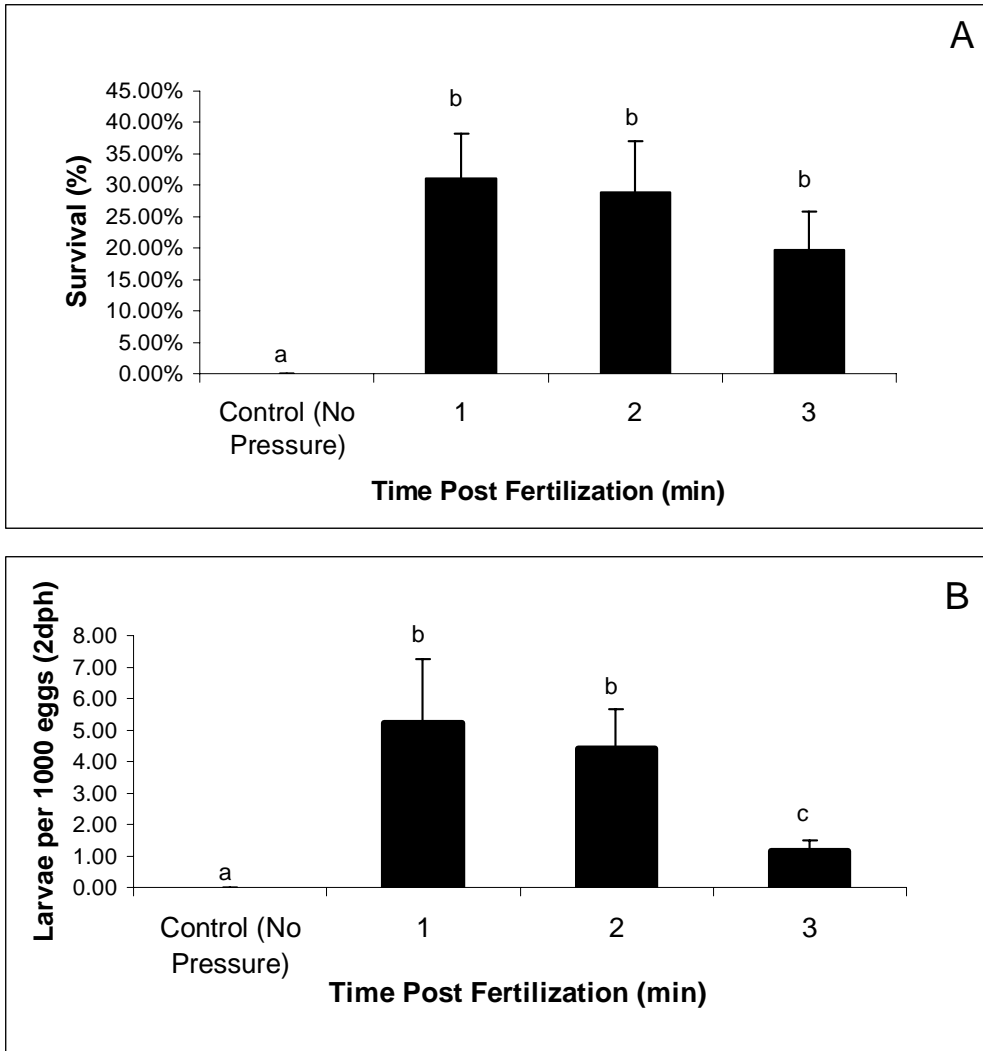 A
45.00%
40.00%
35.00%
30.00%
25.00%
20.00%
15.00%
10.00%
5.00%
0.00%
Survival (%)
a
b
b
b
Control (No
Pressure)
1
2
3
Time Post Fertilization (min)
B
8.00
7.00
6.00
5.00
4.00
3.00
2.00
1.00
0.00
Larvae per 1000 eggs (2dph)
a
b
b
c
Control (No
Pressure)
1
2
3
Time Post Fertilization (min)